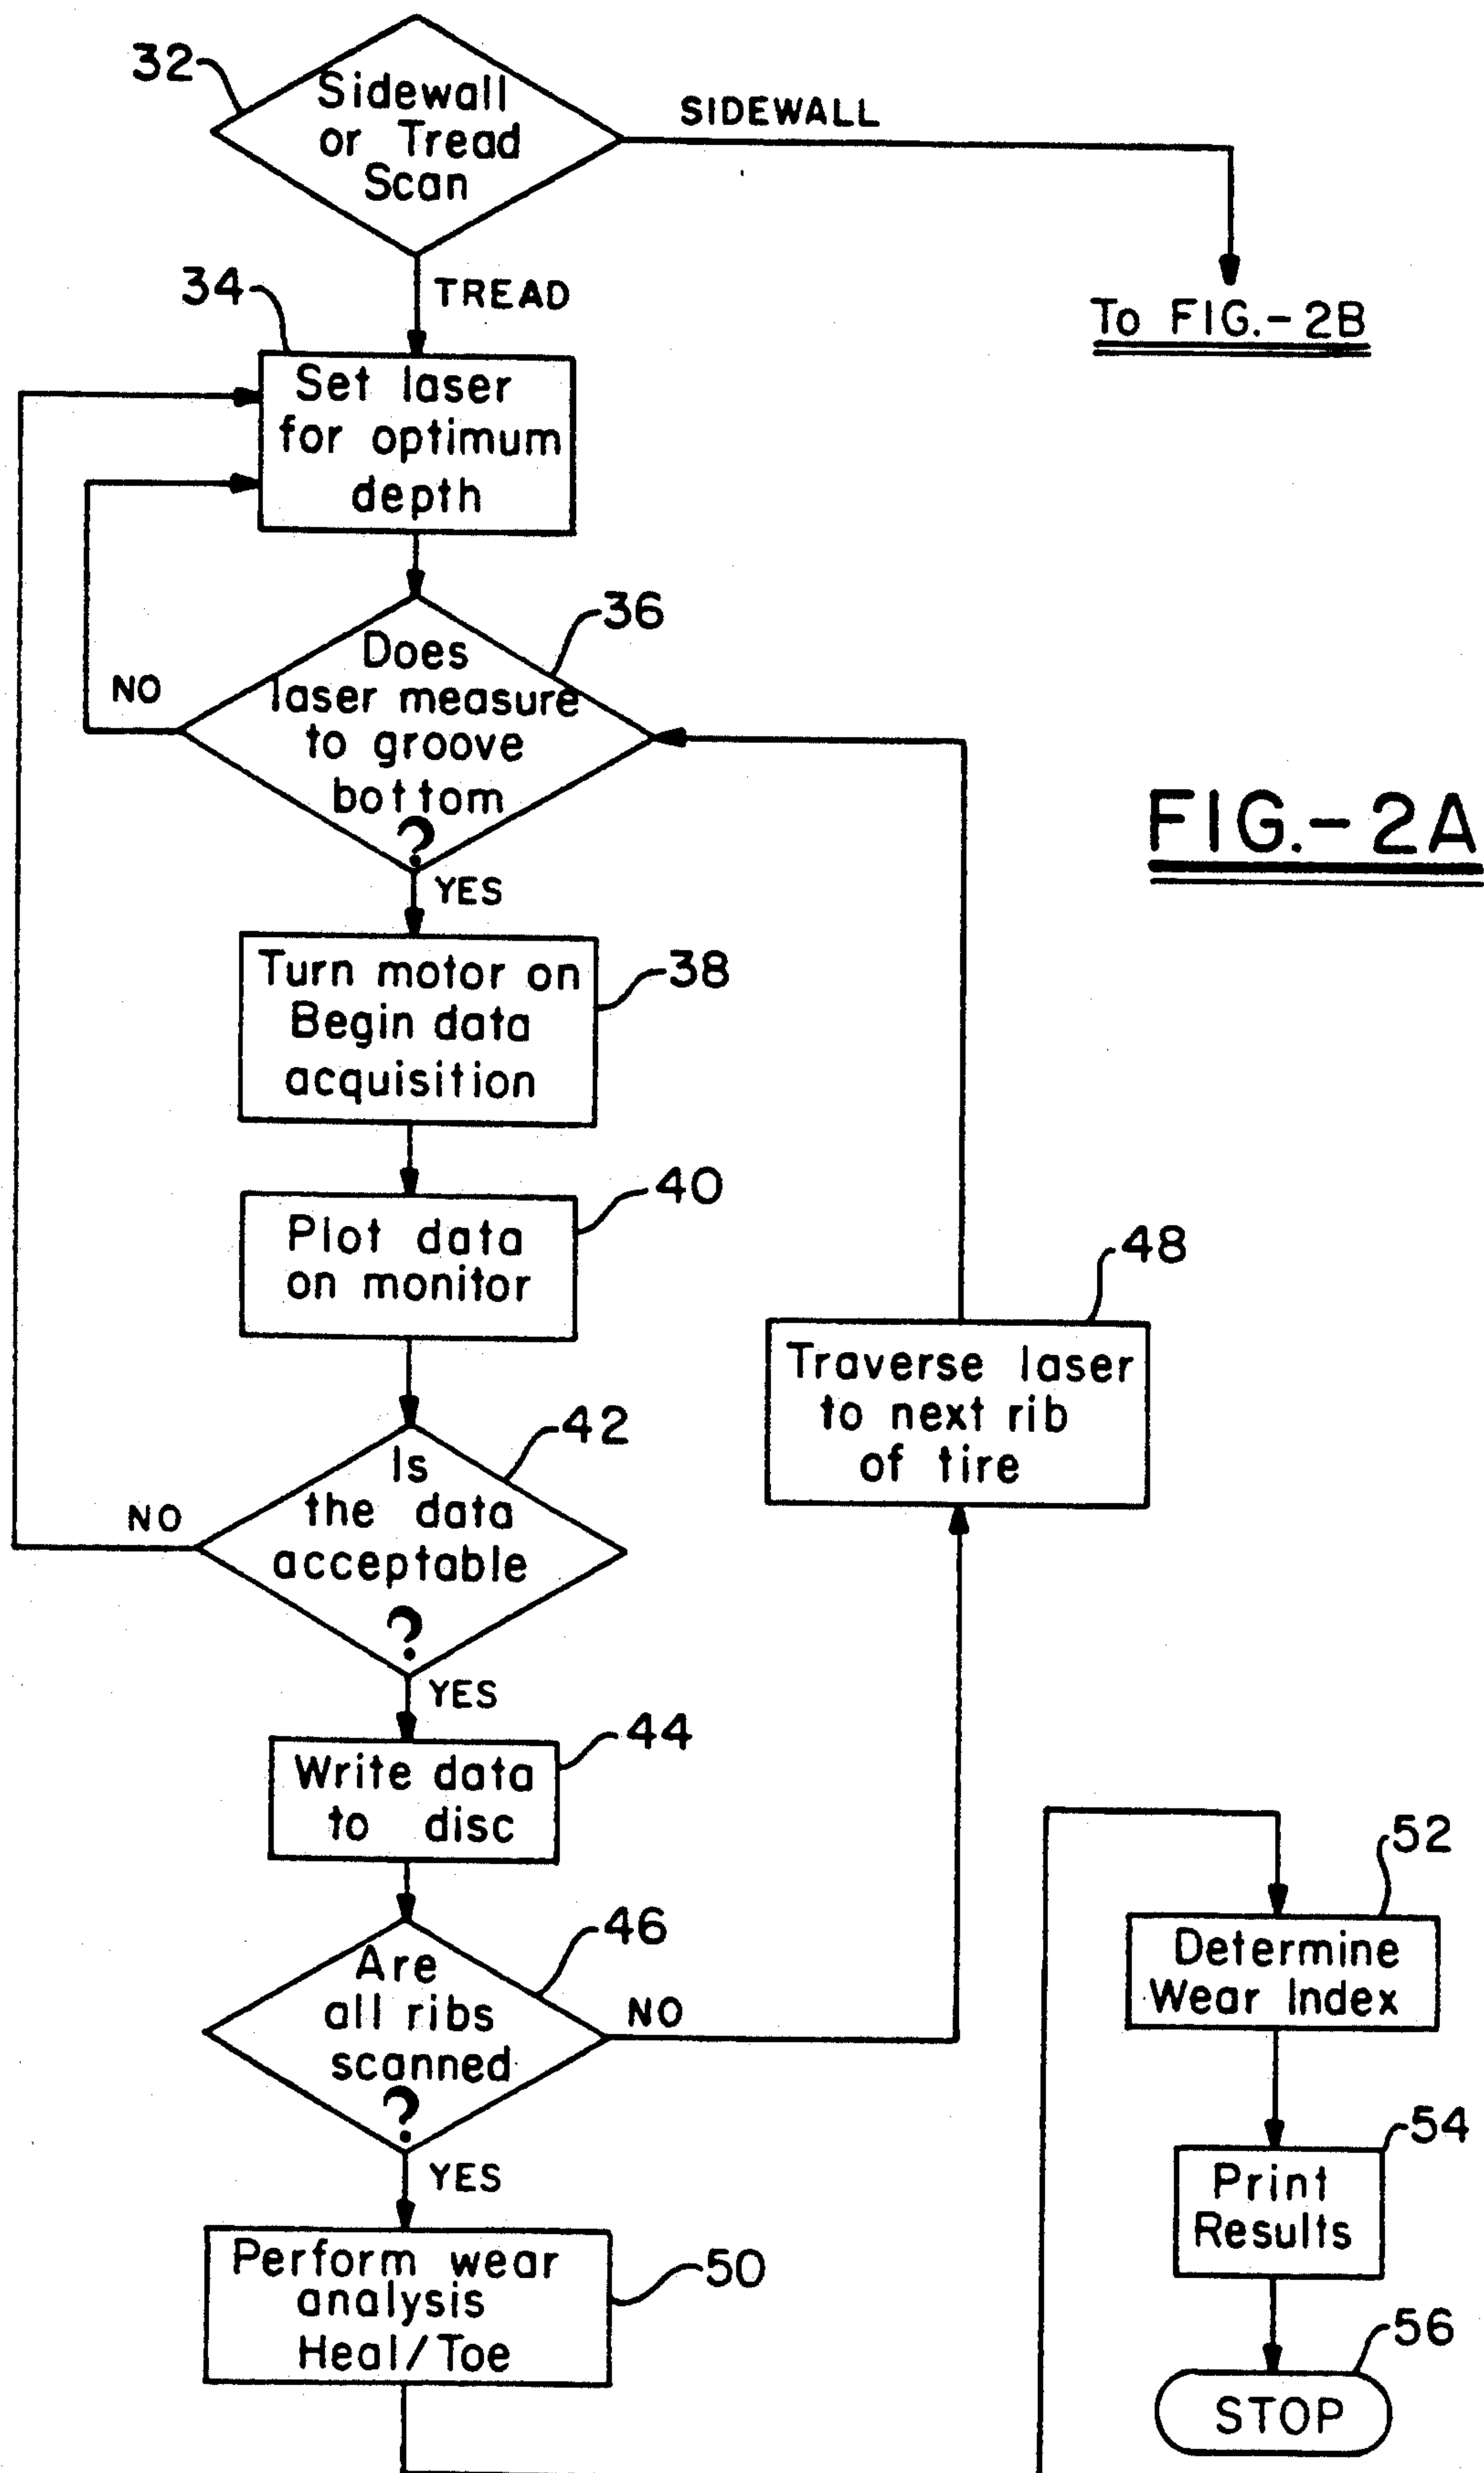 32
Sidewall
or Tread
Scan
SIDEWALL
To FIG.-2B
TREAD
34
Set laser
for optimum
depth
36
Does
laser measure
to groove
bottom
?
NO
YES
FIG.-2A
38
Turn motor on
Begin data
acquisition
40
Plot data
on monitor
48
Traverse laser
to next rib
of tire
42
Is
the data
acceptable
?
NO
YES
44
Write data
to disc
46
Are
all ribs
scanned
?
NO
YES
50
Perform wear
analysis
Heal/Toe
52
Determine
Wear Index
54
Print
Results
56
STOP